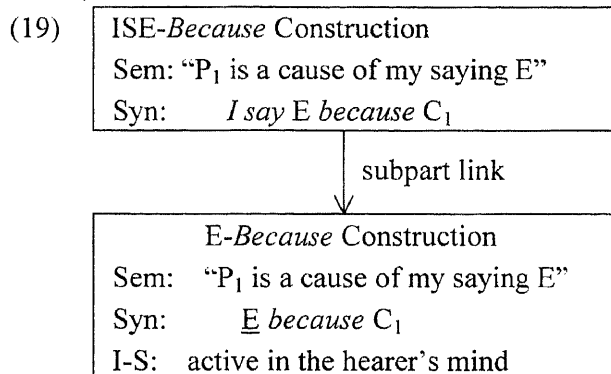 (19) ISE-Because Construction
Sem: “P₁ is a cause of my saying E”
Syn: I say E because C₁
subpart link
E-Because Construction
Sem: “P₁ is a cause of my saying E”
Syn: E because C₁
I-S: active in the hearer's mind